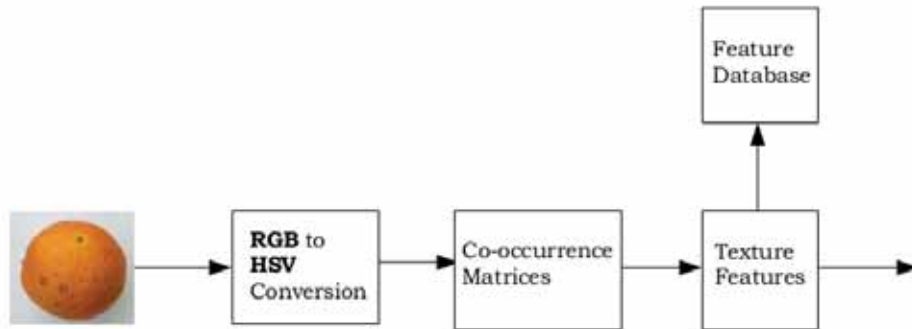 Feature
Database
RGB to
HSV
Conversion
Co-occurrence
Matrices
Texture
Features